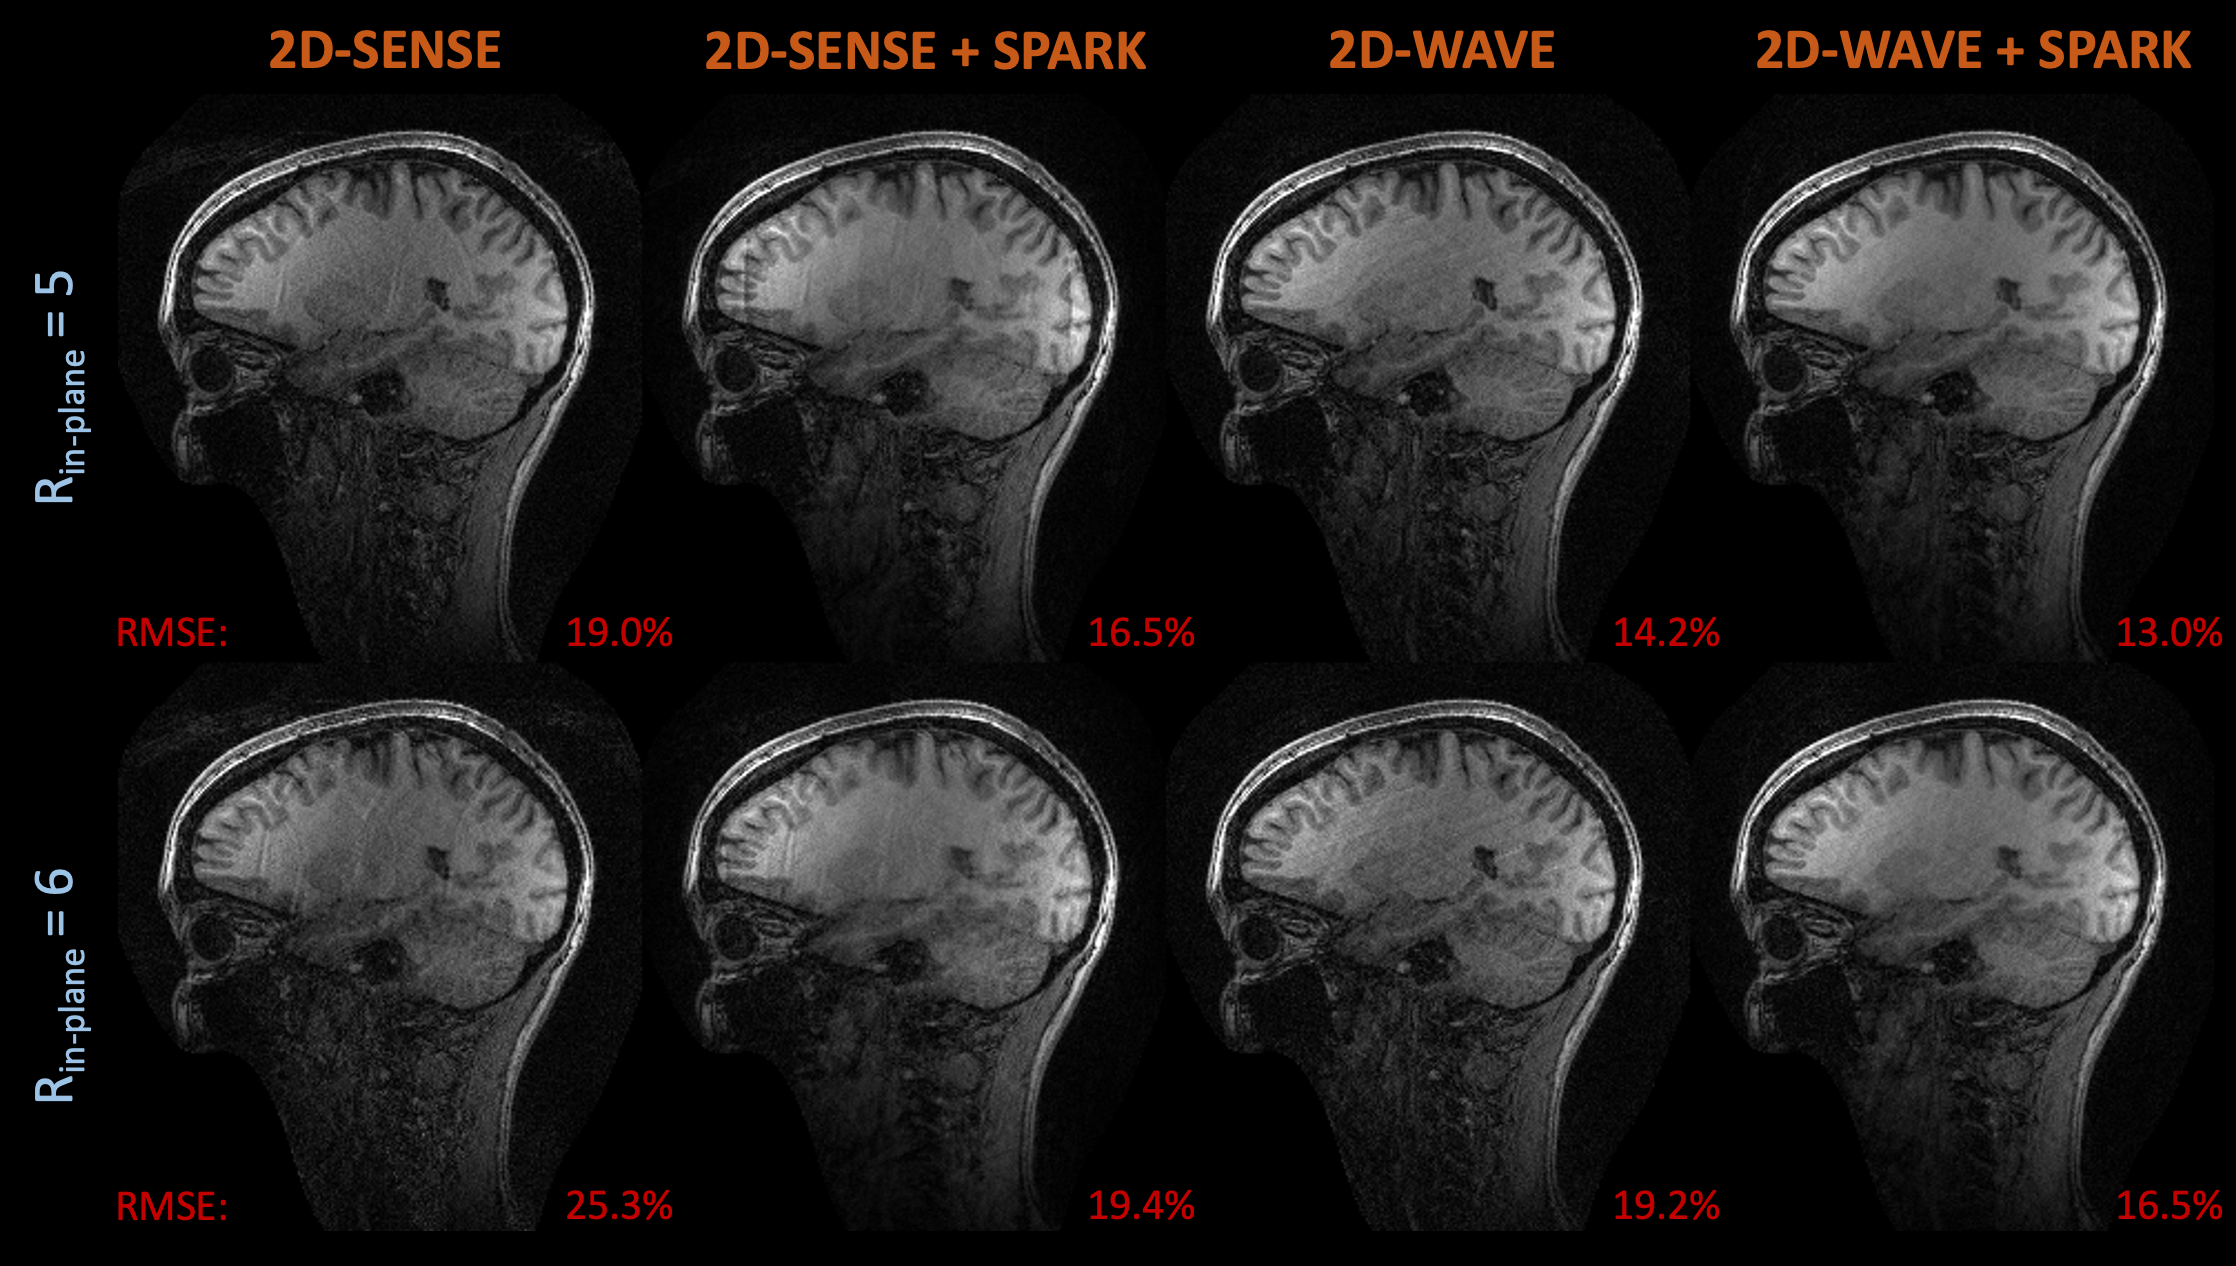 2D-SENSE
2D-SENSE + SPARK
2D-WAVE
2D-WAVE + SPARK
Rin-plane = 5
RMSE:
19.0%
16.5%
14.2%
13.0%
Rin-plane = 6
RMSE:
25.3%
19.4%
19.2%
16.5%